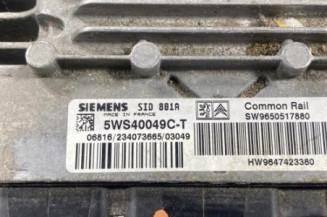 SIEMENS SID 801A
MADE IN FRANCE
5WS40049C-T
06816/234073665/03049
Common Rail
SW9650517880
HW9647423380